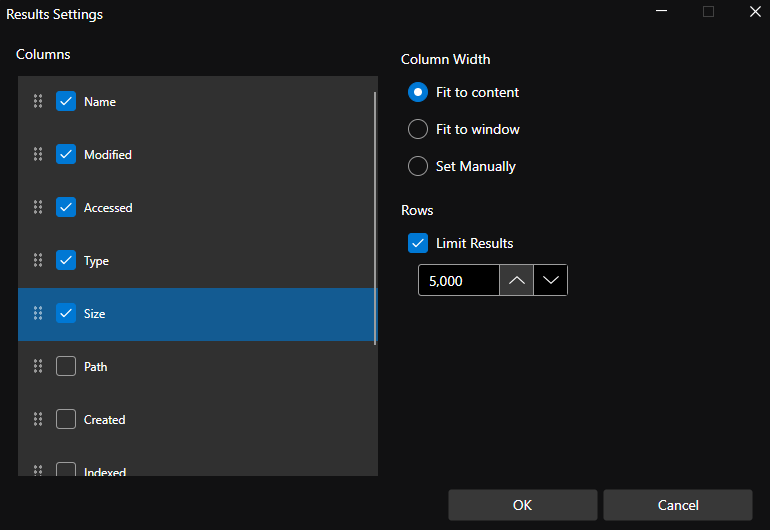 Results Settings
Columns
Name
Modified
Accessed
Type
Size
Path
Created
Indexed
Column Width
Fit to content
Fit to window
Set Manually
Rows
Limit Results
5,000
OK
Cancel